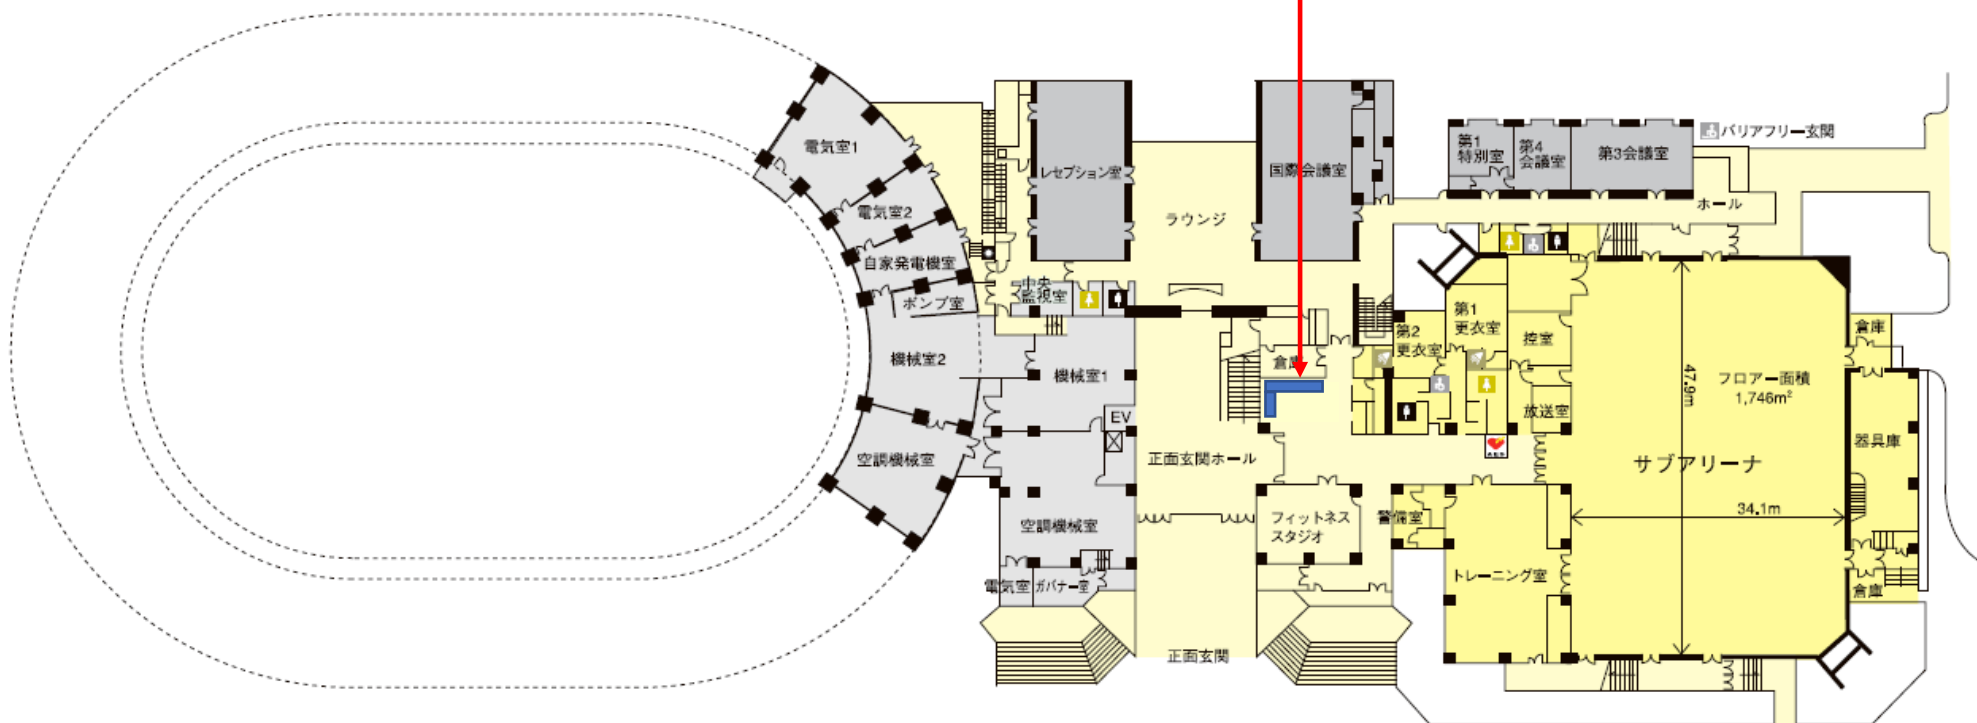 電気室1
電気室2
自家発電機室
ポンプ室
機械室2
空調機械室
レセプション室
ラウンジ
国際会議室
第1
特別室
第4
会議室
第3会議室
バリアフリー玄関
ホール
中央
監視室
機械室1
EV
空調機械室
電気室
ガバナー室
正面玄関ホール
正面玄関
倉庫
第2
更衣室
第1
更衣室
控室
放送室
AED
フィットネス
スタジオ
警備室
トレーニング室
サブアリーナ
フロアー面積
1,746m²
47.9m
34.1m
倉庫
器具庫
倉庫